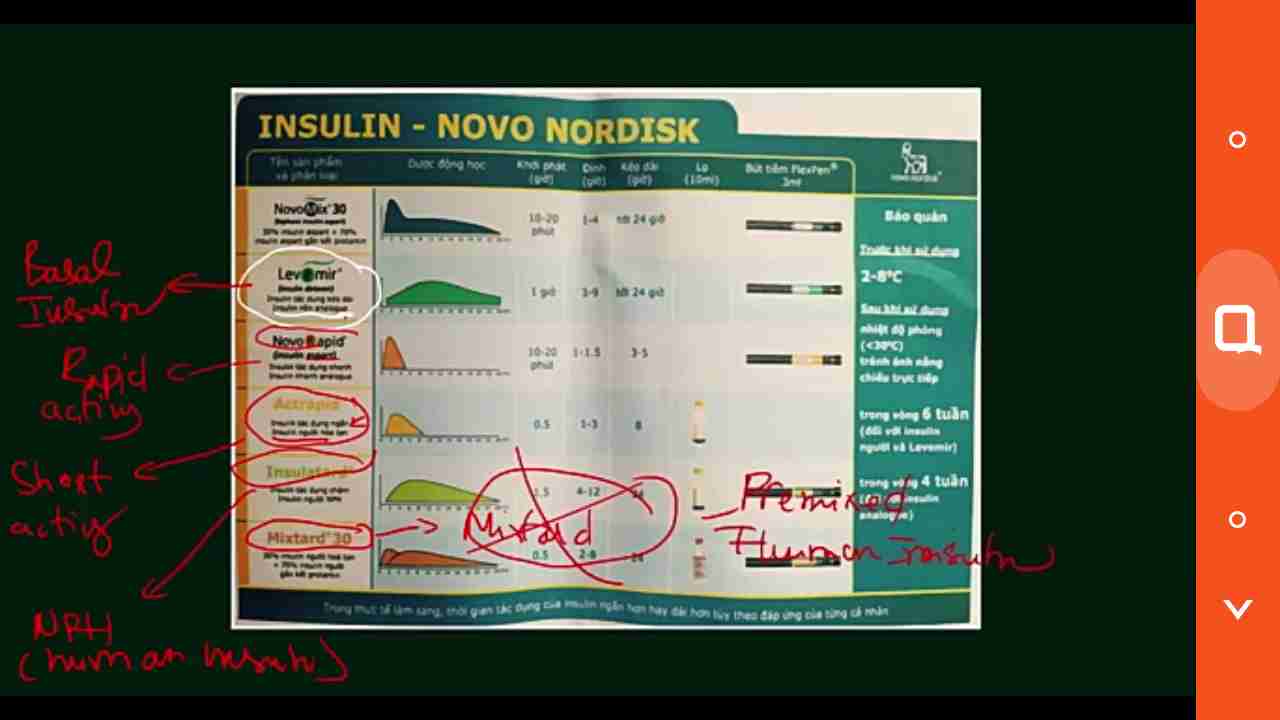 INSULIN - NOVO NORDISK
Tên sản phẩm
và phân loại
Dược động học
Khởi phát
(giờ)
Đỉnh
(giờ)
Kéo dài
(giờ)
Lọ
(10ml)
Bút tiêm FlexPen®
3ml
NOVO NORDISK
NovoMix® 30
(biphasic insulin aspart)
30% insulin aspart + 70%
insulin aspart gắn kết protamin
10-20
phút
1-4
tới 24 giờ
Levemir®
(insulin detemir)
Insulin tác dụng kéo dài
Insulin nền analogue
1 giờ
3-9
tới 24 giờ
NovoRapid®
(insulin aspart)
Insulin tác dụng nhanh
Insulin nhanh analogue
10-20
phút
1-1.5
3-5
Actrapid
Insulin tác dụng ngắn
Insulin người hòa tan
0.5
1-3
8
Insulatard®
Insulin tác dụng chậm
Insulin người NPH
1.5
4-12
24
Mixtard® 30
30% insulin người hòa tan
+ 70% insulin người
gắn kết protamin
0.5
2-8
24
Bảo quản
Trước khi sử dụng
2-8°C
Sau khi sử dụng
nhiệt độ phòng
(<30°C)
tránh ánh nắng
chiếu trực tiếp
trong vòng 6 tuần
(đối với insulin
người và Levemir)
trong vòng 4 tuần
insulin
analogue)
Trong thực tế lâm sàng, thời gian tác dụng của insulin ngắn hơn hay dài hơn tùy theo đáp ứng của từng cá nhân
Basal
Insulin
Rapid
acting
Short
acting
NPH
(human insulin)
Mixtard
Premixed
Human Insulin